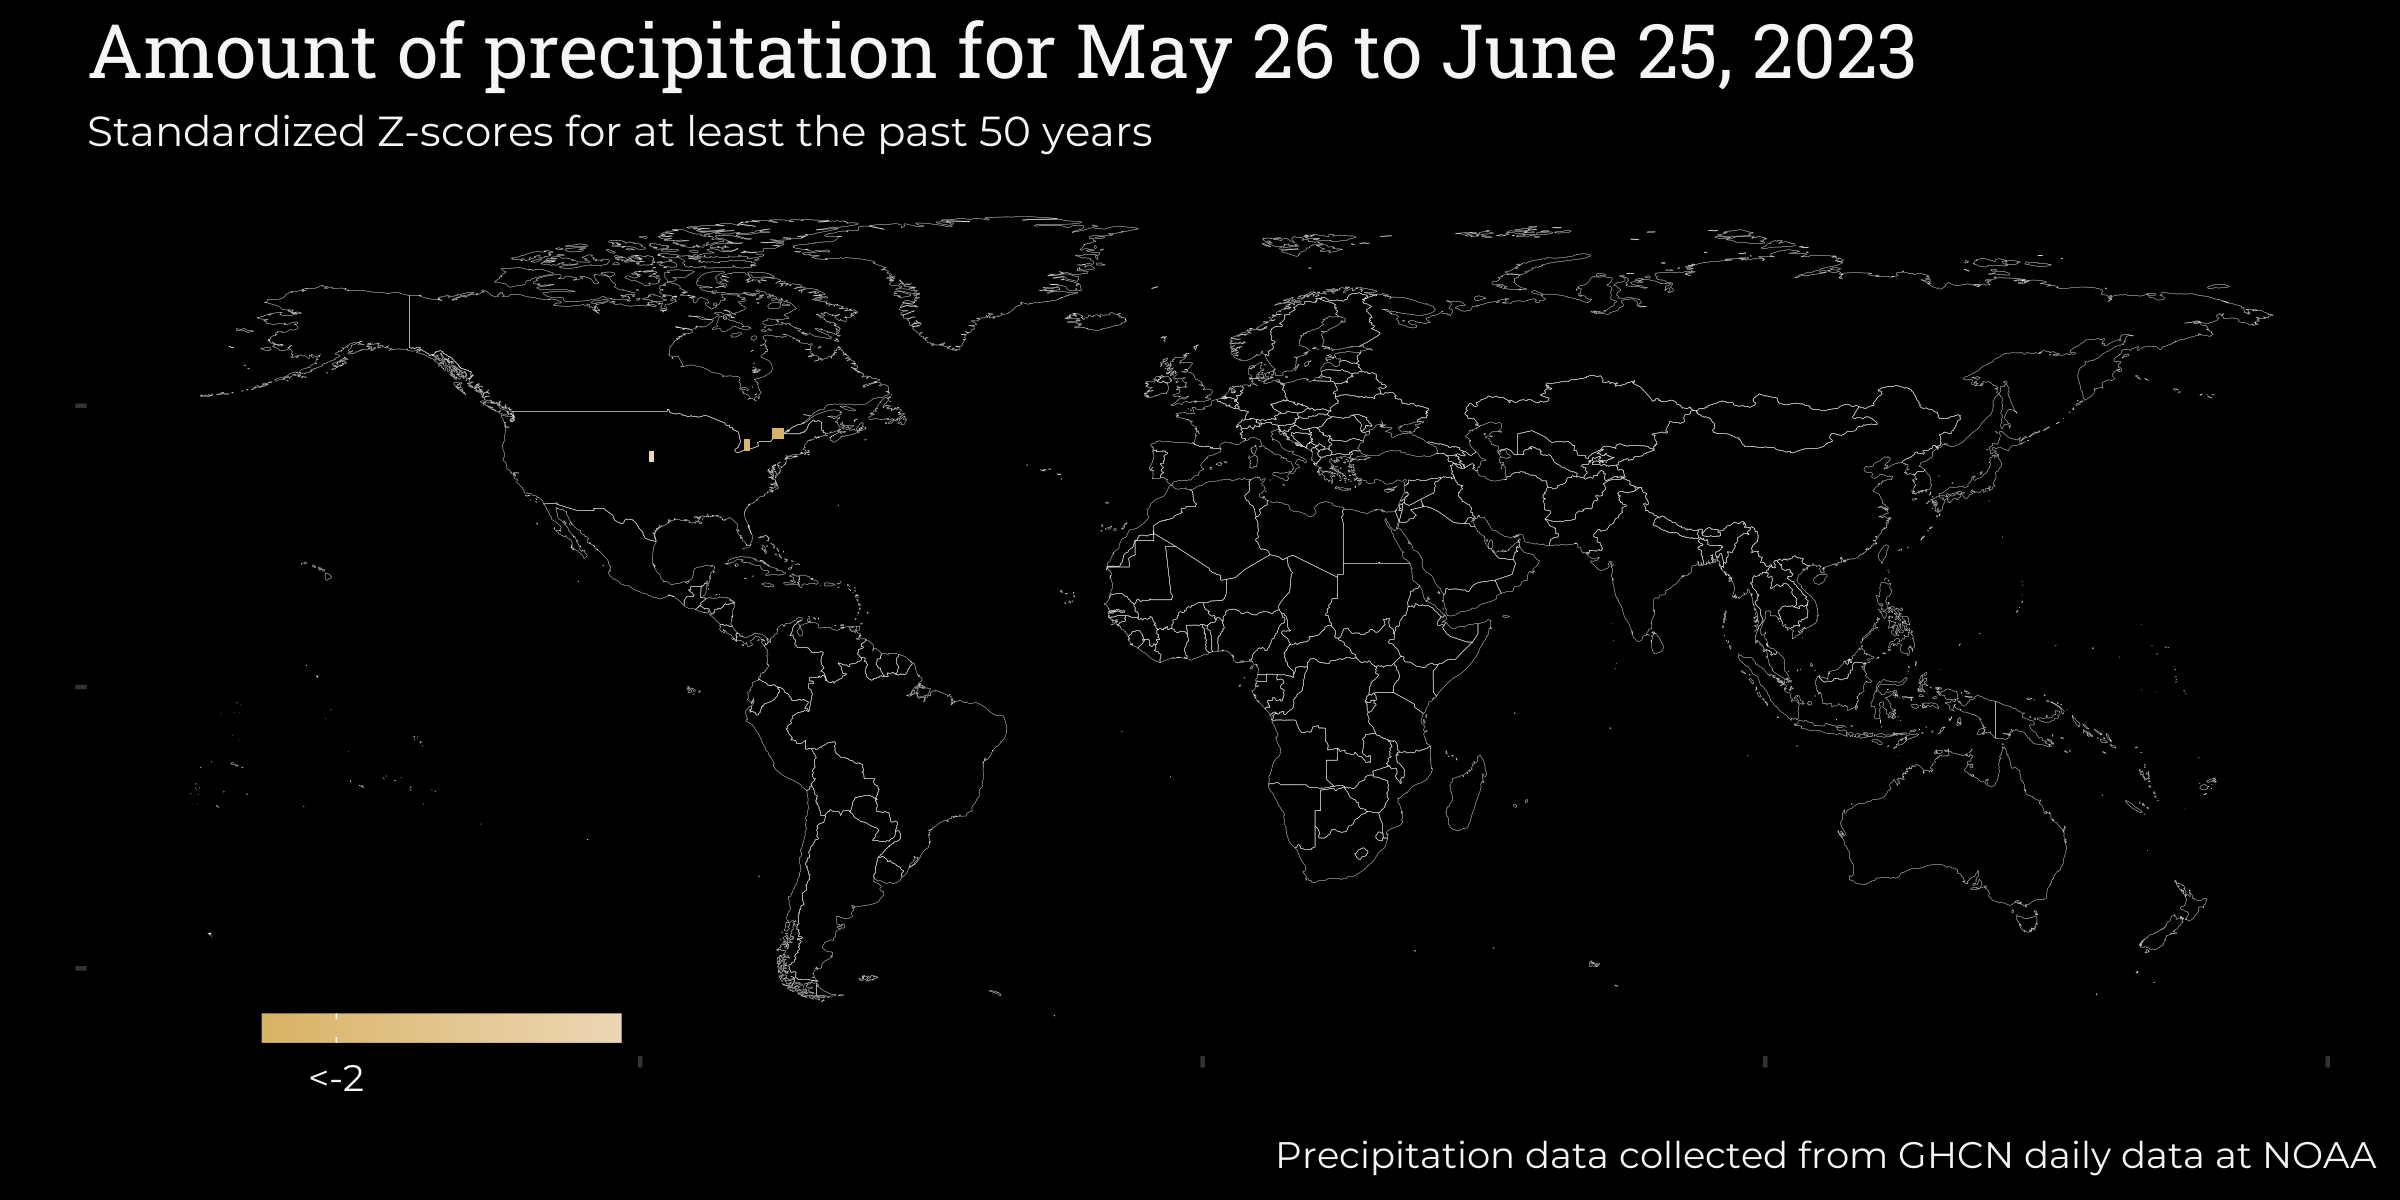 Amount of precipitation for May 26 to June 25, 2023
Standardized Z-scores for at least the past 50 years
<-2
Precipitation data collected from GHCN daily data at NOAA